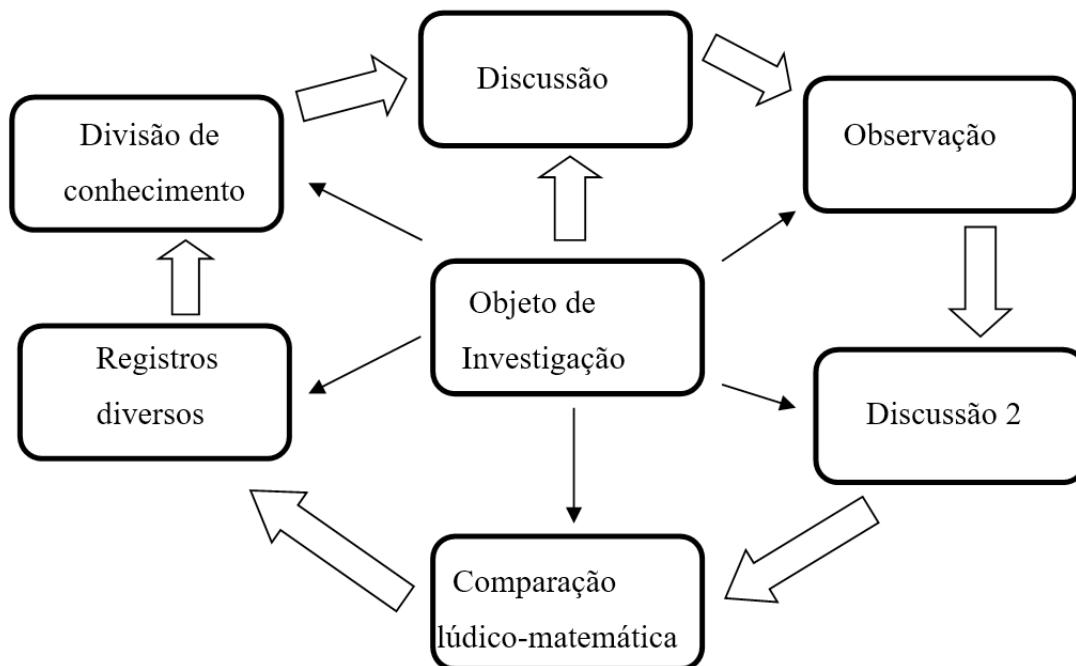 Discussão
Divisão de
conhecimento
Observação
Objeto de
Investigação
Registros
diversos
Discussão 2
Comparação
lúdico-matemática